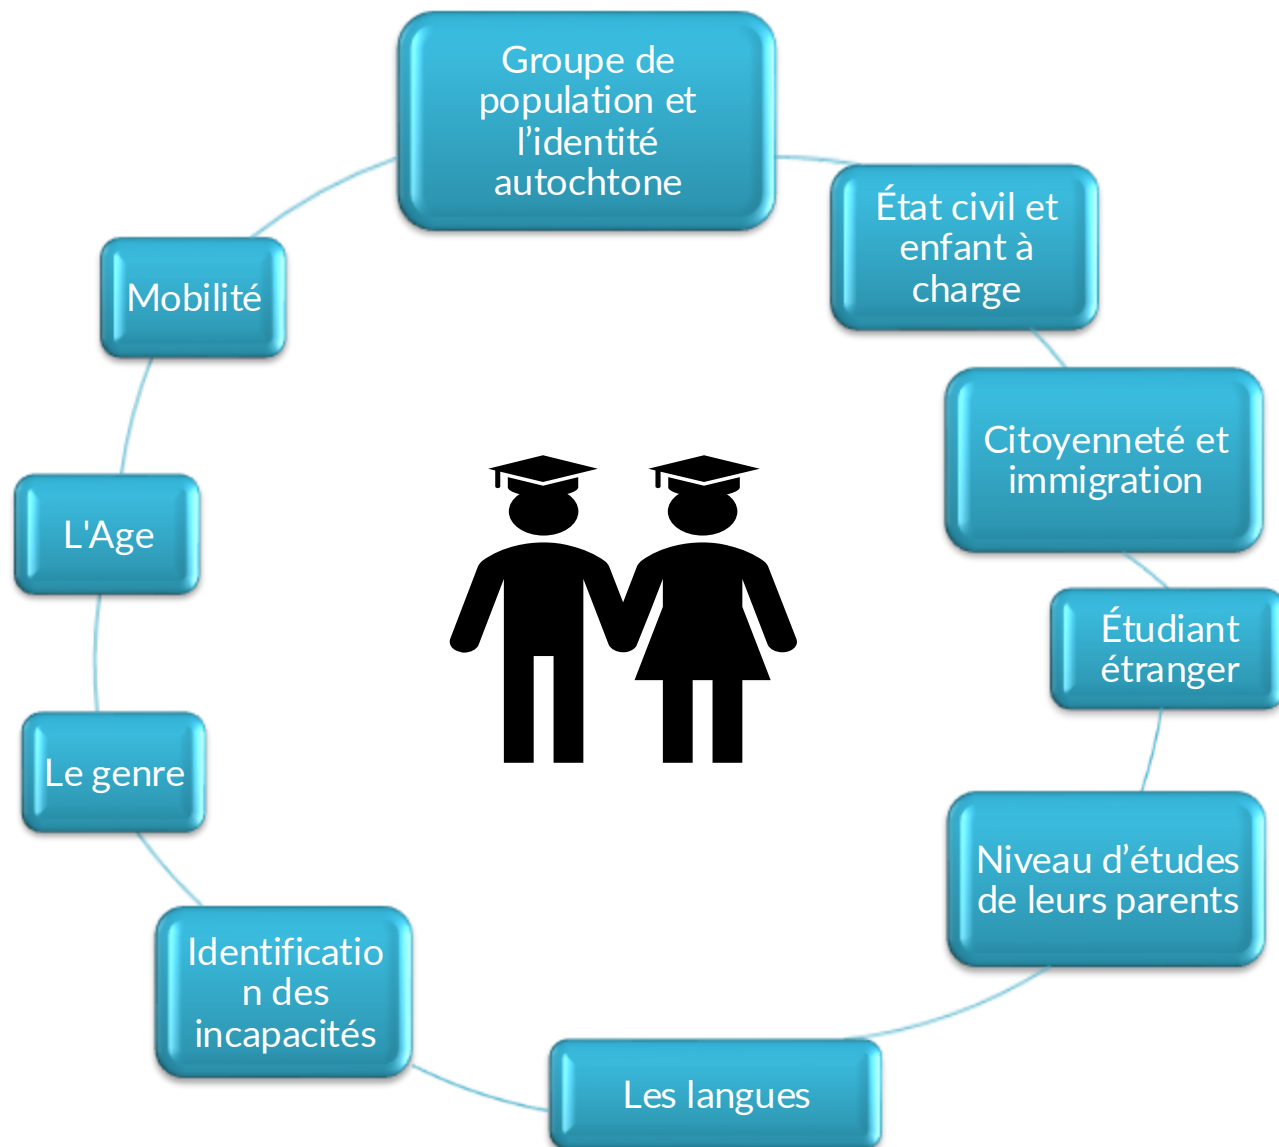 Groupe de
population et
l’identité
autochtone
État civil et
enfant à
charge
Citoyenneté et
immigration
Étudiant
étranger
Niveau d’études
de leurs parents
Les langues
Identificatio
n des
incapacités
Le genre
L'Age
Mobilité